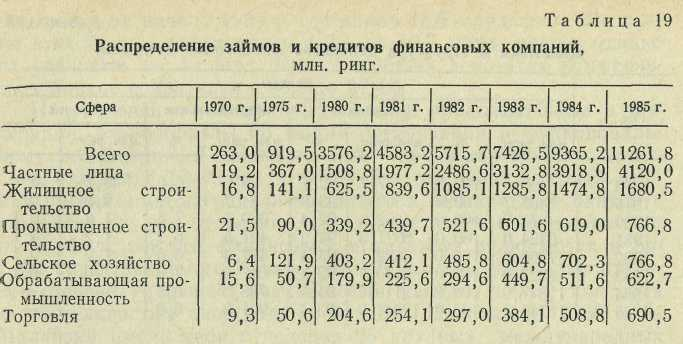 Таблица 19
Распределение займов и кредитов финансовых компаний,
млн. ринг.
Сфера 1970 г. 1975 г. 1980 г. 1981 г. 1982 г. 1983 г. 1984 г. 1985 г.
Всего 263,0 919,5 3576,2 4583,2 5715,7 7426,5 9365,2 11261,8
Частные лица 119,2 367,0 1508,8 1977,2 2486,6 3132,8 3918,0 4120,0
Жилищное строи- 16,8 141,1 625,5 839,6 1085,1 1285,8 1474,8 1680,5
тельство
Промышленное строи- 21,5 90,0 339,2 439,7 521,6 601,6 619,0 766,8
тельство
Сельское хозяйство 6,4 121,9 403,2 412,1 485,8 604,8 702,3 766,8
Обрабатывающая про- 15,6 50,7 179,9 225,6 294,6 449,7 511,6 622,7
мышленность
Торговля 9,3 50,6 204,6 254,1 297,0 384,1 508,8 690,5